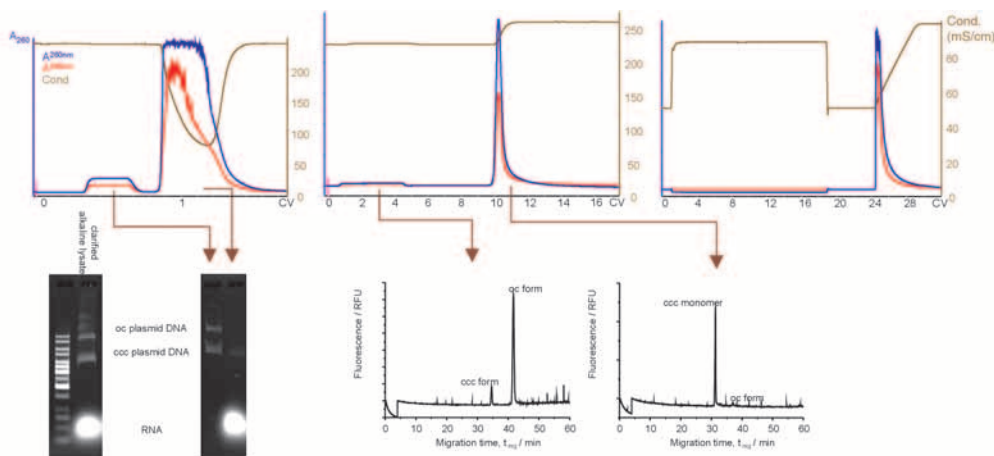 A260
A260nm
Cond
200
150
100
50
0
0
1
CV
250
200
150
100
50
0
0
2
4
6
8
10
12
14
16
CV
Cond.
(mS/cm)
80
60
40
20
0
0
4
8
12
16
20
24
28
CV
clarified
alkaline lysate
oc plasmid DNA
ccc plasmid DNA
RNA
Fluorescence / RFU
oc form
ccc form
0
10
20
30
40
50
60
Migration time, t mig / min
Fluorescence / RFU
ccc monomer
oc form
0
10
20
30
40
50
60
Migration time, t mig / min